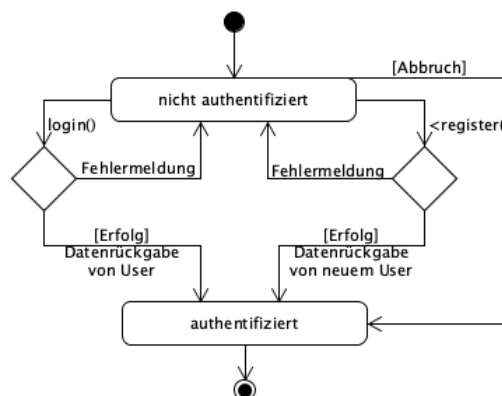 [Abbruch]
nicht authentifiziert
login()
<register(
Fehlermeldung
Fehlermeldung
[Erfolg]
Datenrückgabe
von User
[Erfolg]
Datenrückgabe
von neuem User
authentifiziert